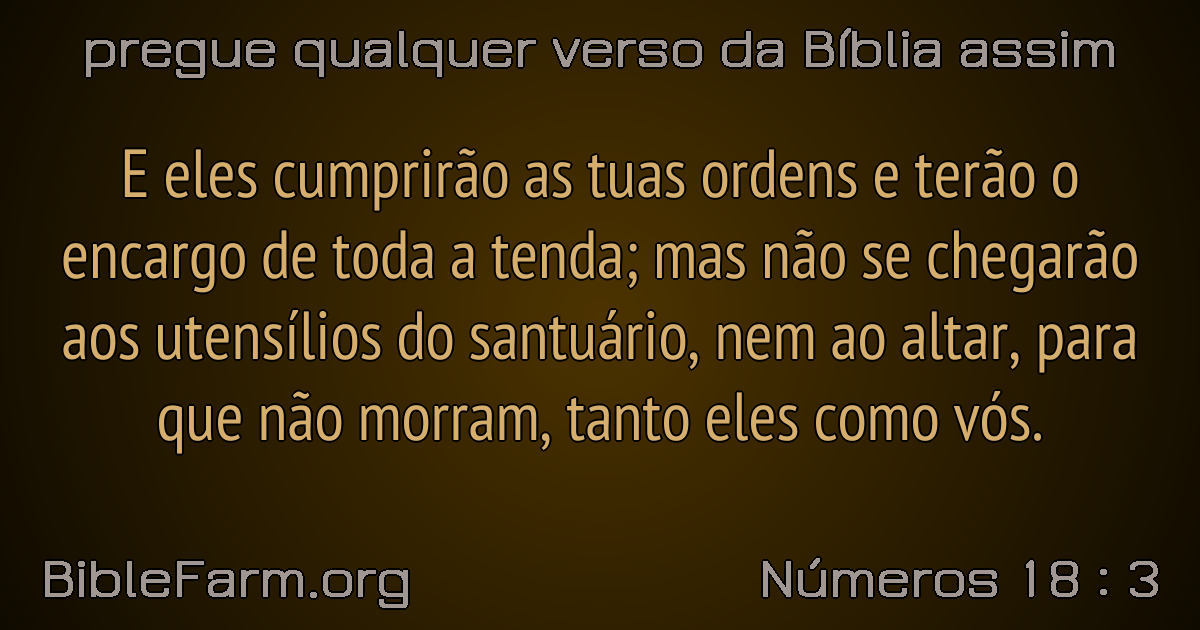 pregue qualquer verso da Bíblia assim
E eles cumprirão as tuas ordens e terão o
encargo de toda a tenda; mas não se chegarão
aos utensílios do santuário, nem ao altar, para
que não morram, tanto eles como vós.
BibleFarm.org
Números 18 : 3